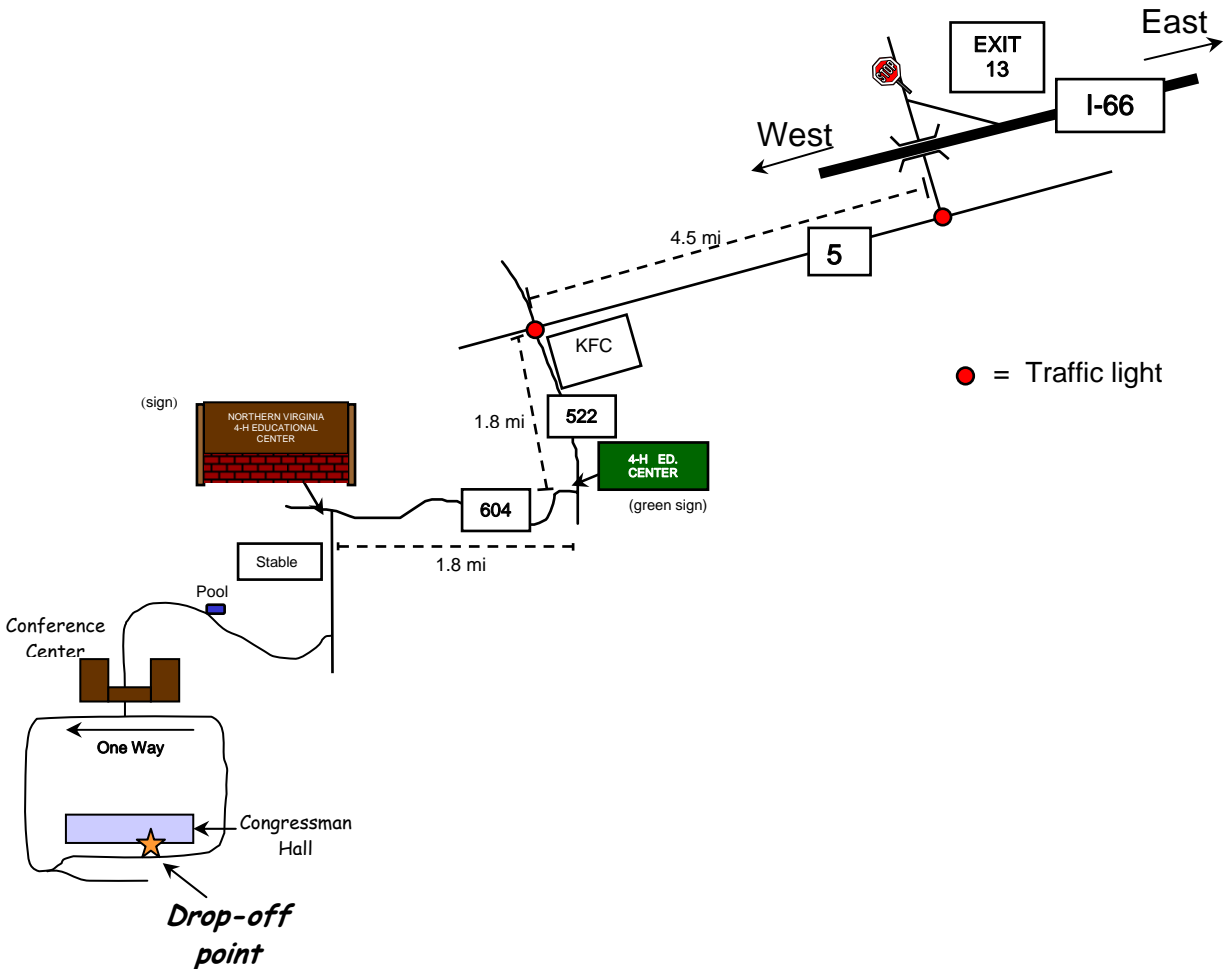 East
EXIT
13
STOP
I-66
West
4.5 mi
5
KFC
= Traffic light
(sign)
NORTHERN VIRGINIA
4-H EDUCATIONAL
CENTER
1.8 mi
522
4-H ED.
CENTER
(green sign)
604
1.8 mi
Stable
Pool
Conference
Center
One Way
Congressman
Hall
Drop-off
point